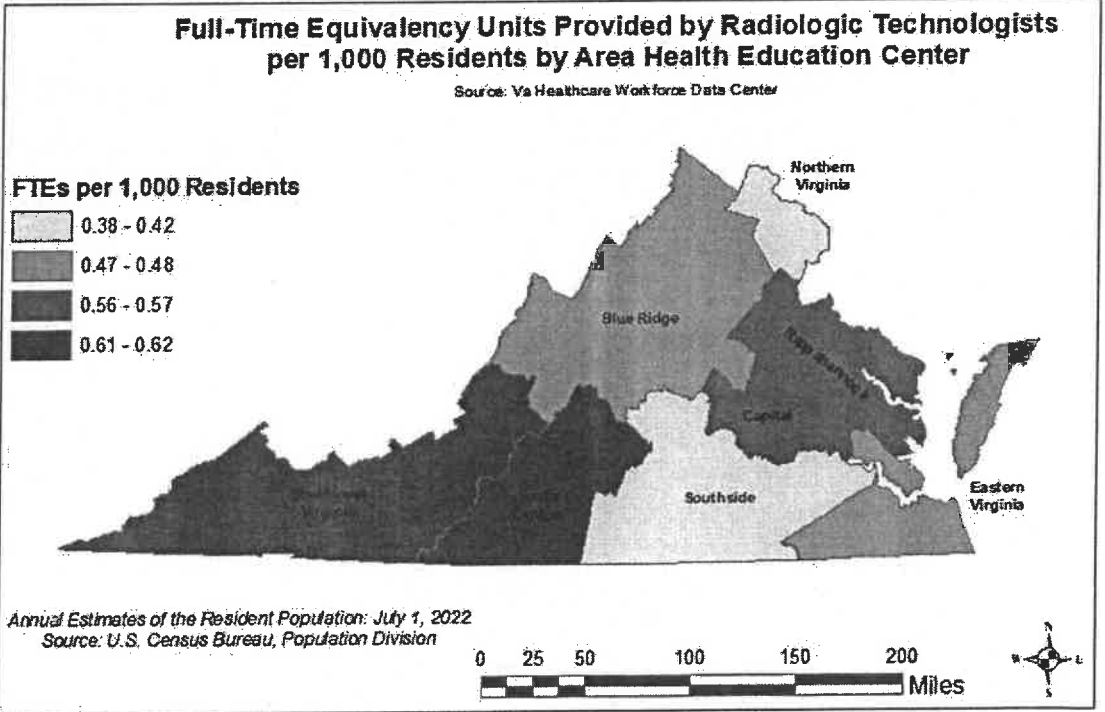 Full-Time Equivalency Units Provided by Radiologic Technologists
per 1,000 Residents by Area Health Education Center
Source: Va Healthcare Workforce Data Center
Northern
Virginia
FTEs per 1,000 Residents
0.38 - 0.42
0.47 - 0.48
0.56 - 0.57
0.61 - 0.62
Blue Ridge
Capital
Southside
Eastern
Virginia
Annual Estimates of the Resident Population: July 1, 2022
Source: U.S. Census Bureau, Population Division
0 25 50 100 150 200
Miles
N
W
S